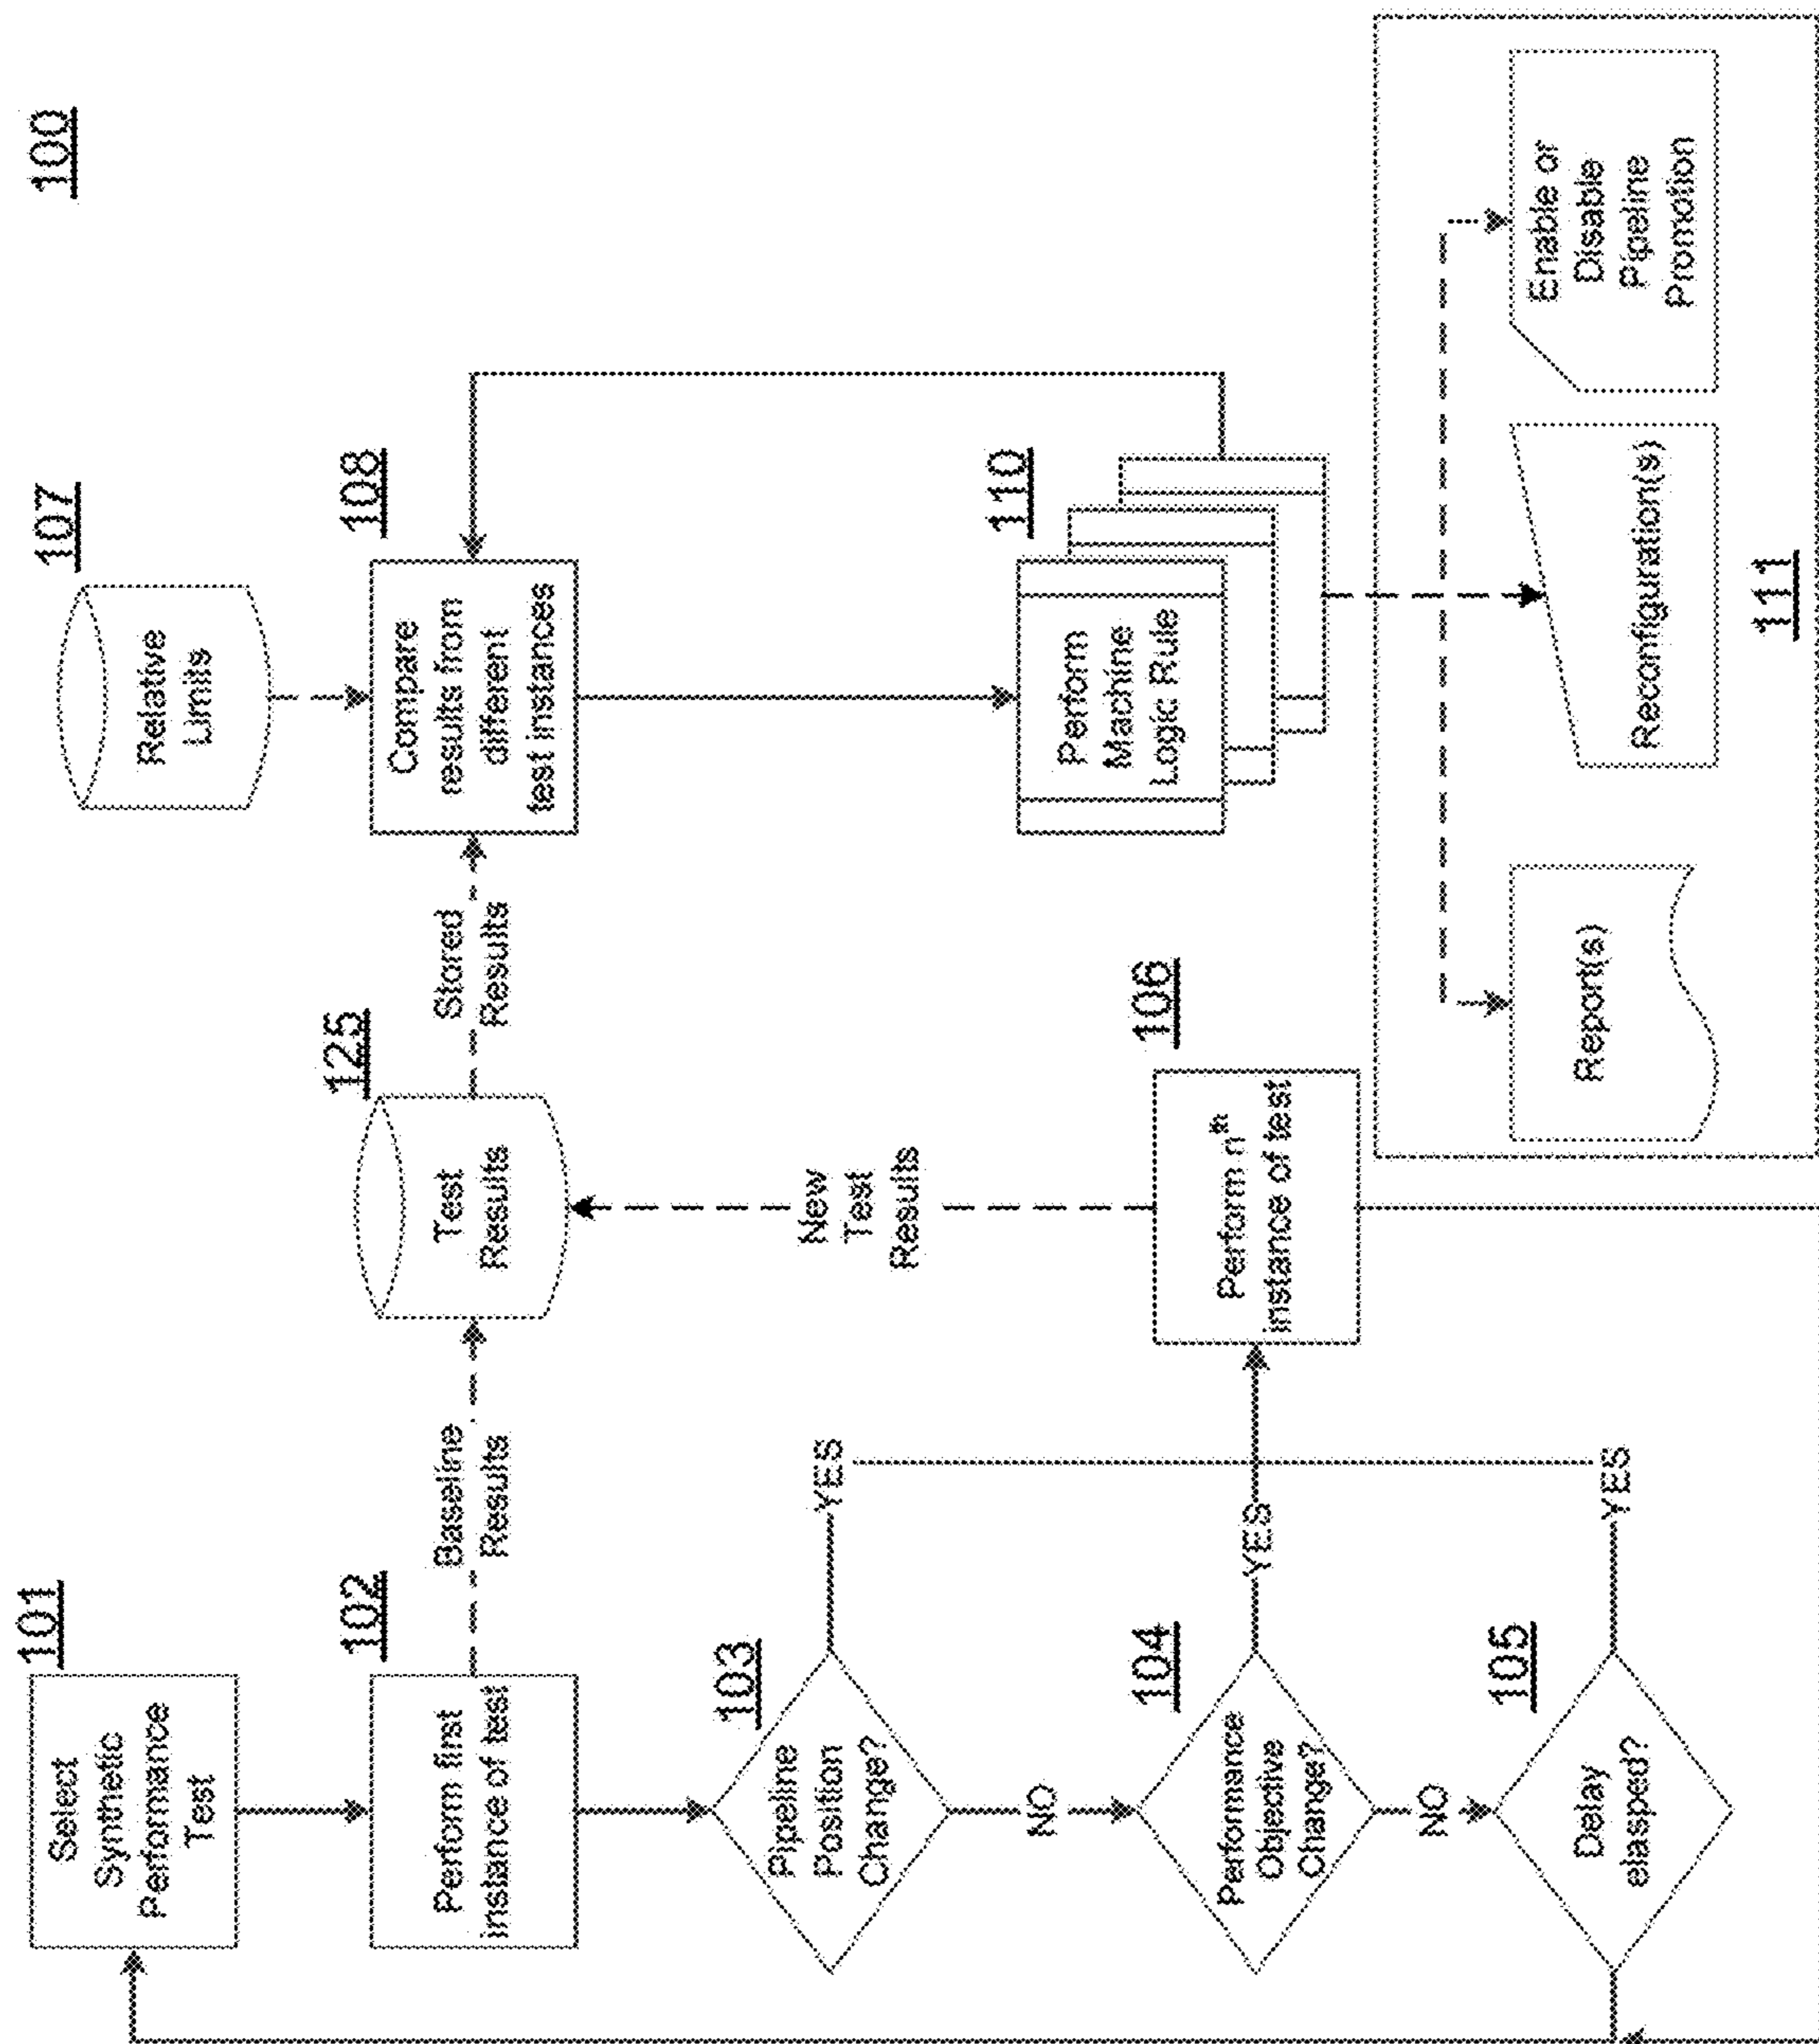 100
101
Select
Synthetic
Performance
Test
102
Perform first
instance of test
Baseline
Results
125
Test
Results
Stored
Results
107
Relative
Limits
108
Compare
results from
different
test instances
103
Pipeline
Position
Change?
YES
NO
104
Performance
Objective
Change?
YES
NO
105
Delay
elasped?
YES
106
Perform nth
instance of test
New
Test
Results
110
Perform
Machine
Logic Rule
Report(s)
Reconfiguration(s)
Enable or
Disable
Pipeline
Promotion
111